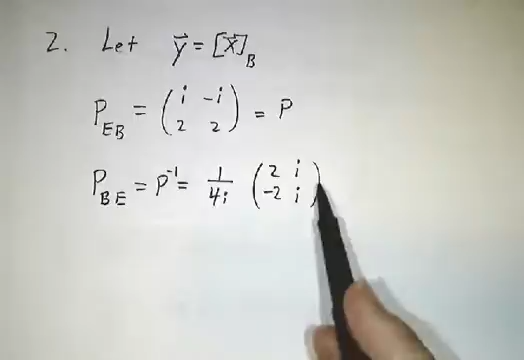 2. Let y⃗ = [x⃗]_B
P_EB = ( i -i ; 2 2 ) = P
P_BE = P⁻¹ = 1/4i ( 2 i ; -2 i )